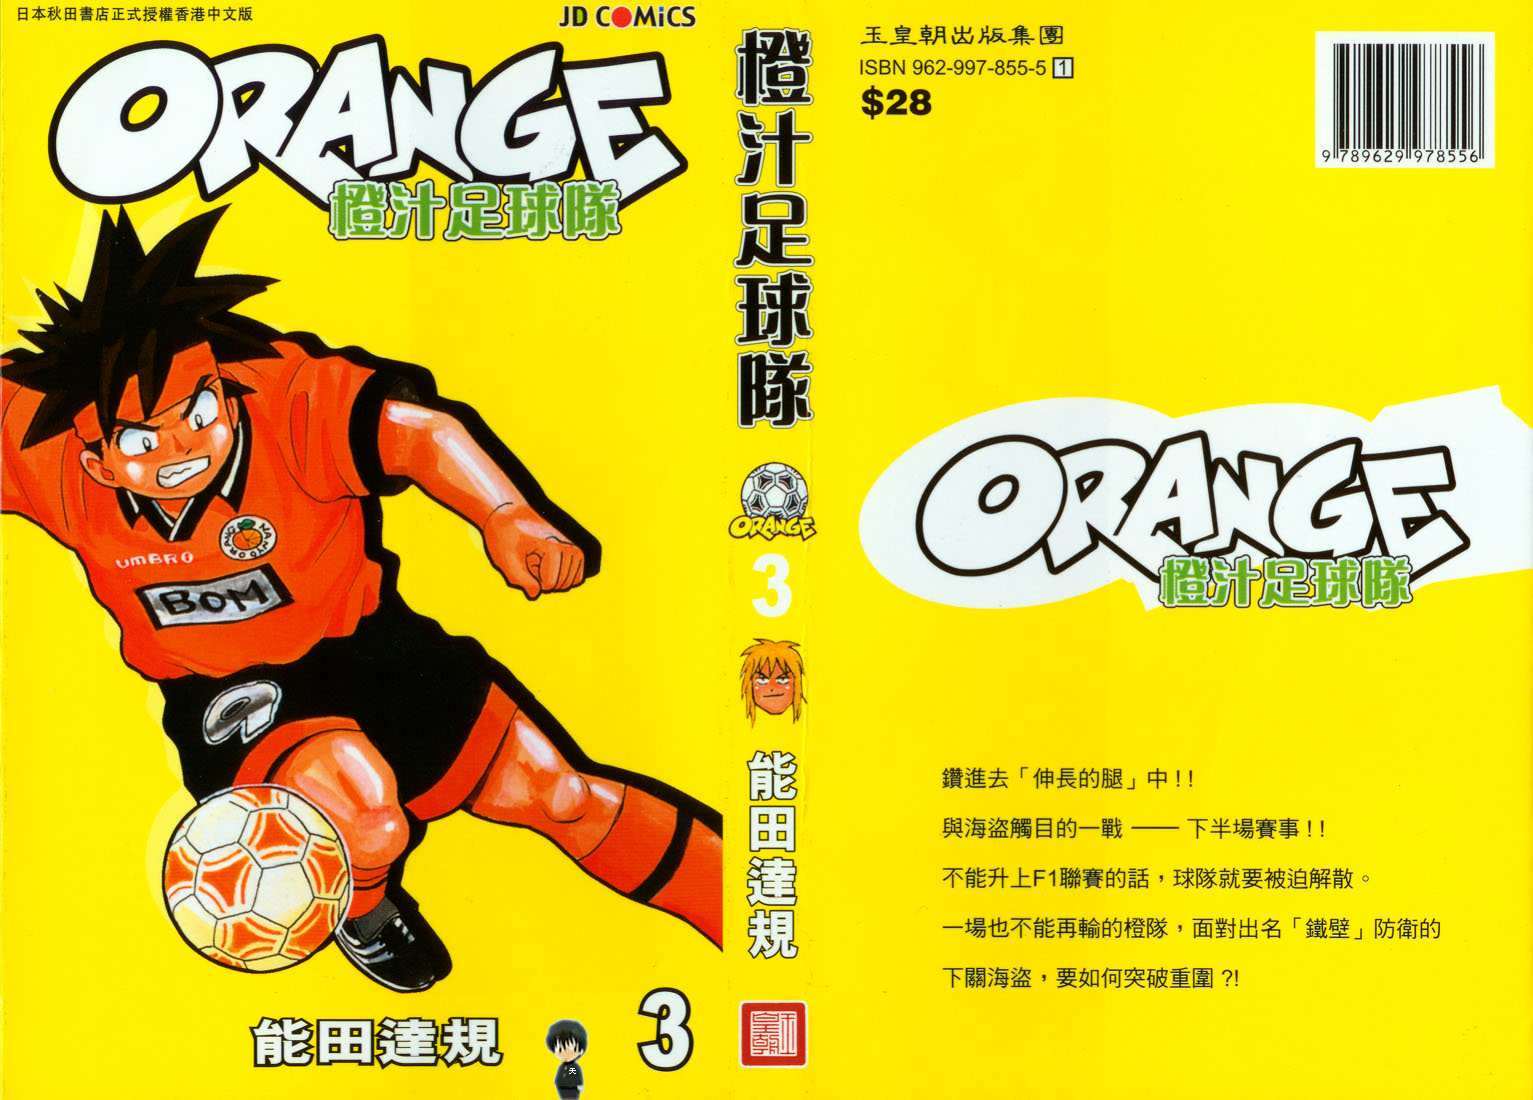 日本秋田書店正式授權香港中文版
JD COMiCS
ORANGE
橙汁足球隊
UMBRO
BOM
9
能田達規
3
天
橙汁足球隊
ORANGE
3
能田達規
玉皇朝
玉皇朝出版集團
ISBN 962-997-855-5 1
$28
9 789629 978556
ORANGE
橙汁足球隊
鑽進去「伸長的腿」中!!
與海盜觸目的一戰 —— 下半場賽事!!
不能升上F1聯賽的話，球隊就要被迫解散。
一場也不能再輸的橙隊，面對出名「鐵壁」防衛的
下關海盜，要如何突破重圍?!